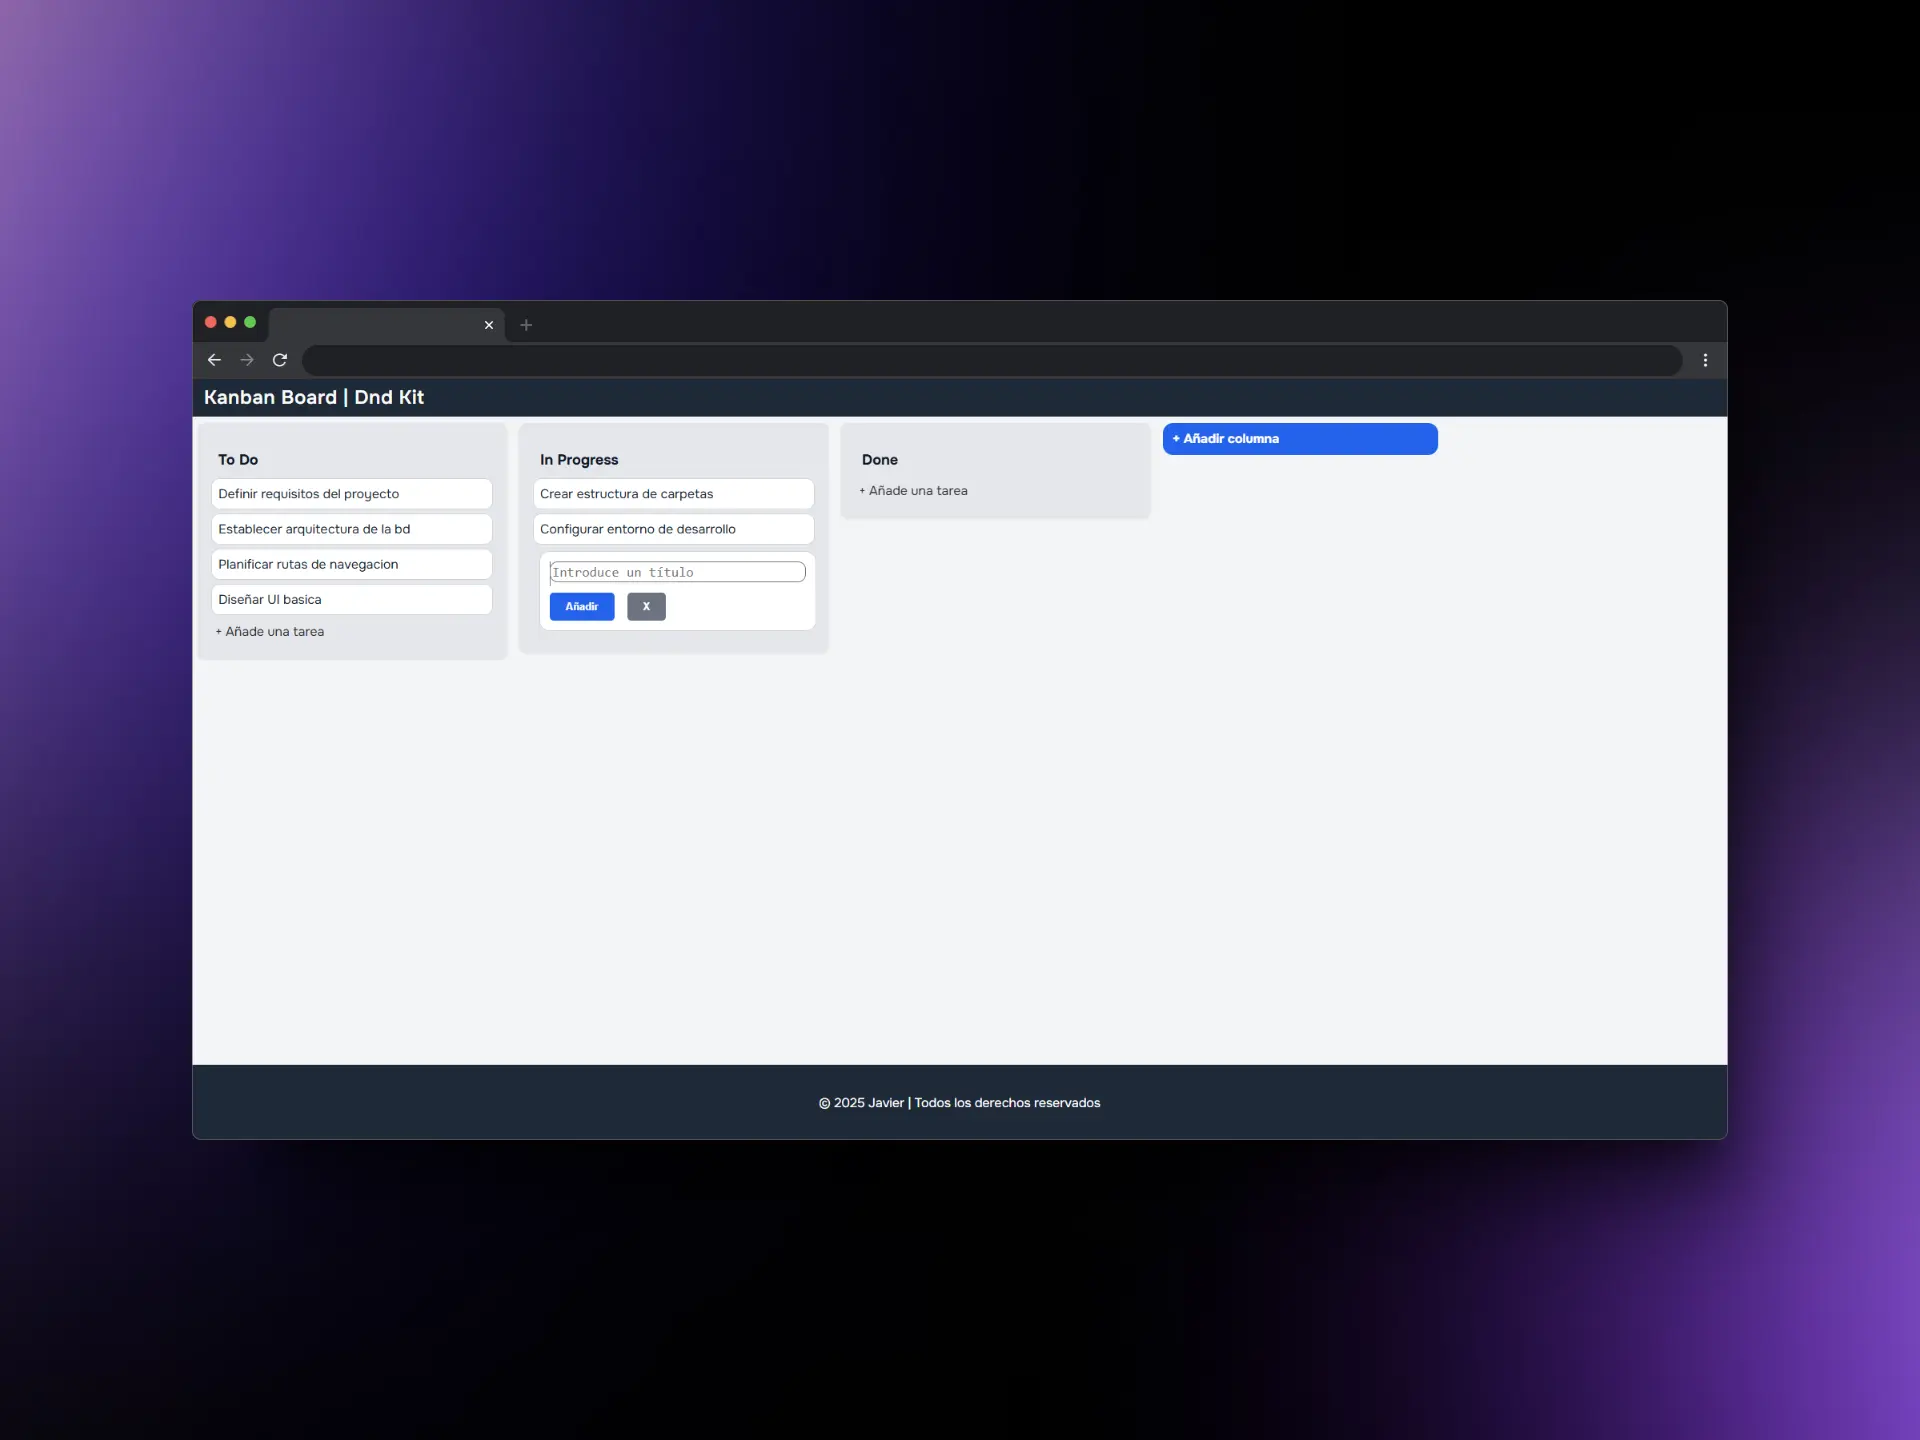 Kanban Board | Dnd Kit
To Do
Definir requisitos del proyecto
Establecer arquitectura de la bd
Planificar rutas de navegacion
Diseñar UI basica
+ Añade una tarea
In Progress
Crear estructura de carpetas
Configurar entorno de desarrollo
Introduce un título
Añadir X
Done
+ Añade una tarea
+ Añadir columna
© 2025 Javier | Todos los derechos reservados